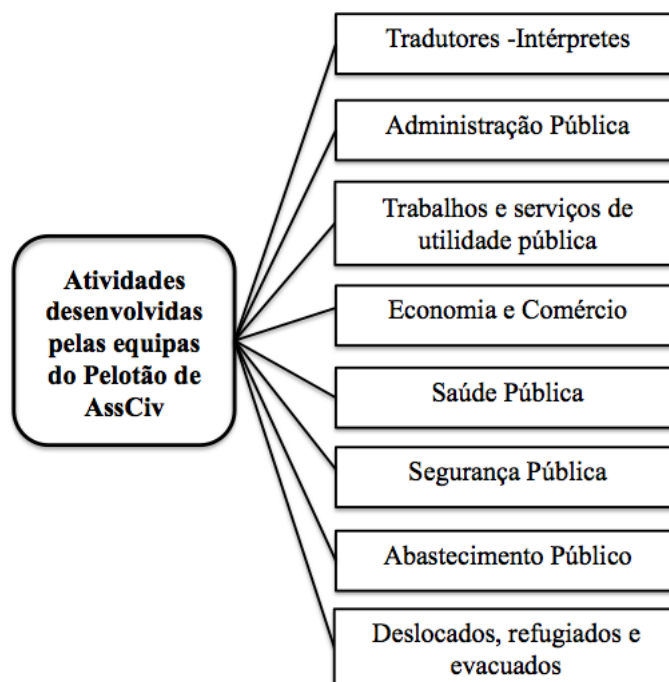 Atividades
desenvolvidas
pelas equipas
do Pelotão de
AssCiv
Tradutores -Intérpretes
Administração Pública
Trabalhos e serviços de
utilidade pública
Economia e Comércio
Saúde Pública
Segurança Pública
Abastecimento Público
Deslocados, refugiados e
evacuados